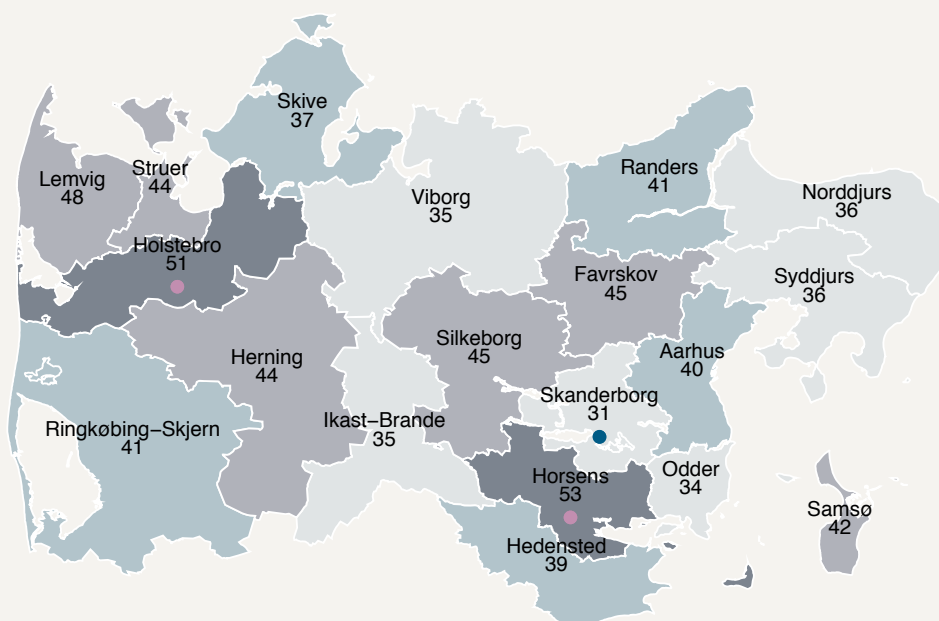 Skive
37
Struer
44
Lemvig
48
Viborg
35
Randers
41
Norddjurs
36
Holstebro
51
Favrskov
45
Syddjurs
36
Herning
44
Silkeborg
45
Aarhus
40
Skanderborg
31
Ikast–Brande
35
Ringkøbing–Skjern
41
Horsens
53
Odder
34
Samsø
42
Hedensted
39